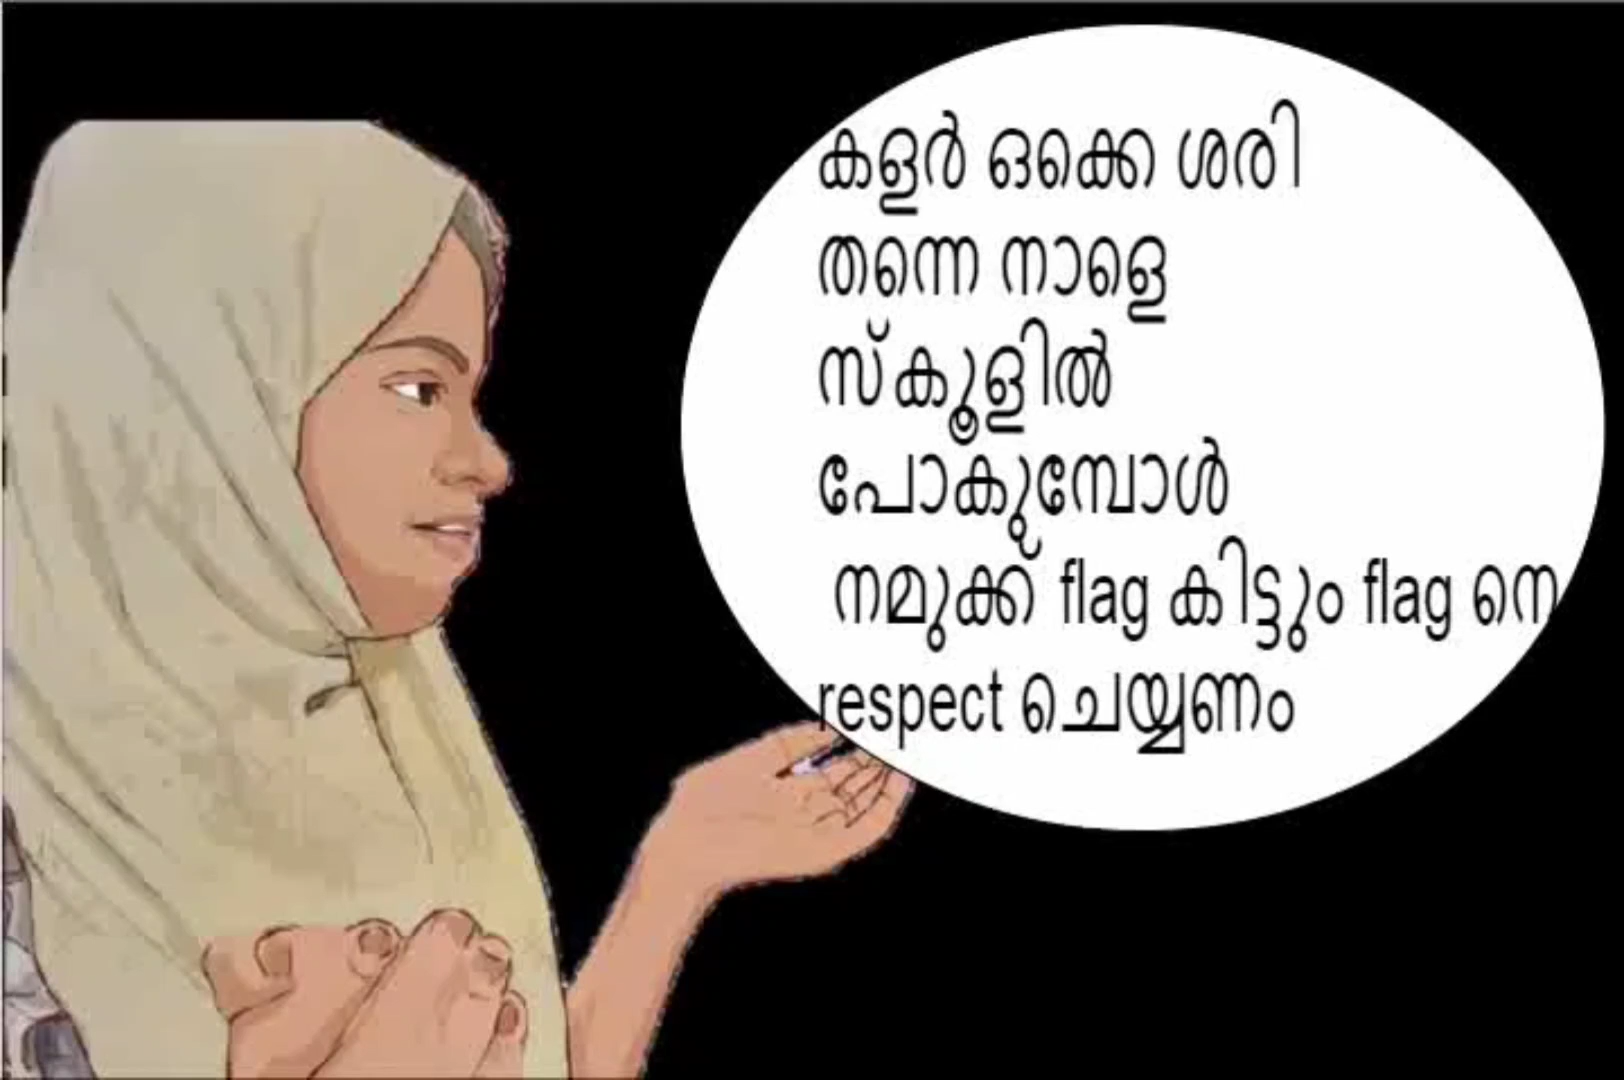 കളർ ഒക്കെ ശരി
തന്നെ നാളെ
സ്കൂളിൽ
പോകുമ്പോൾ
നമുക്ക് flag കിട്ടും flag നെ
respect ചെയ്യണം